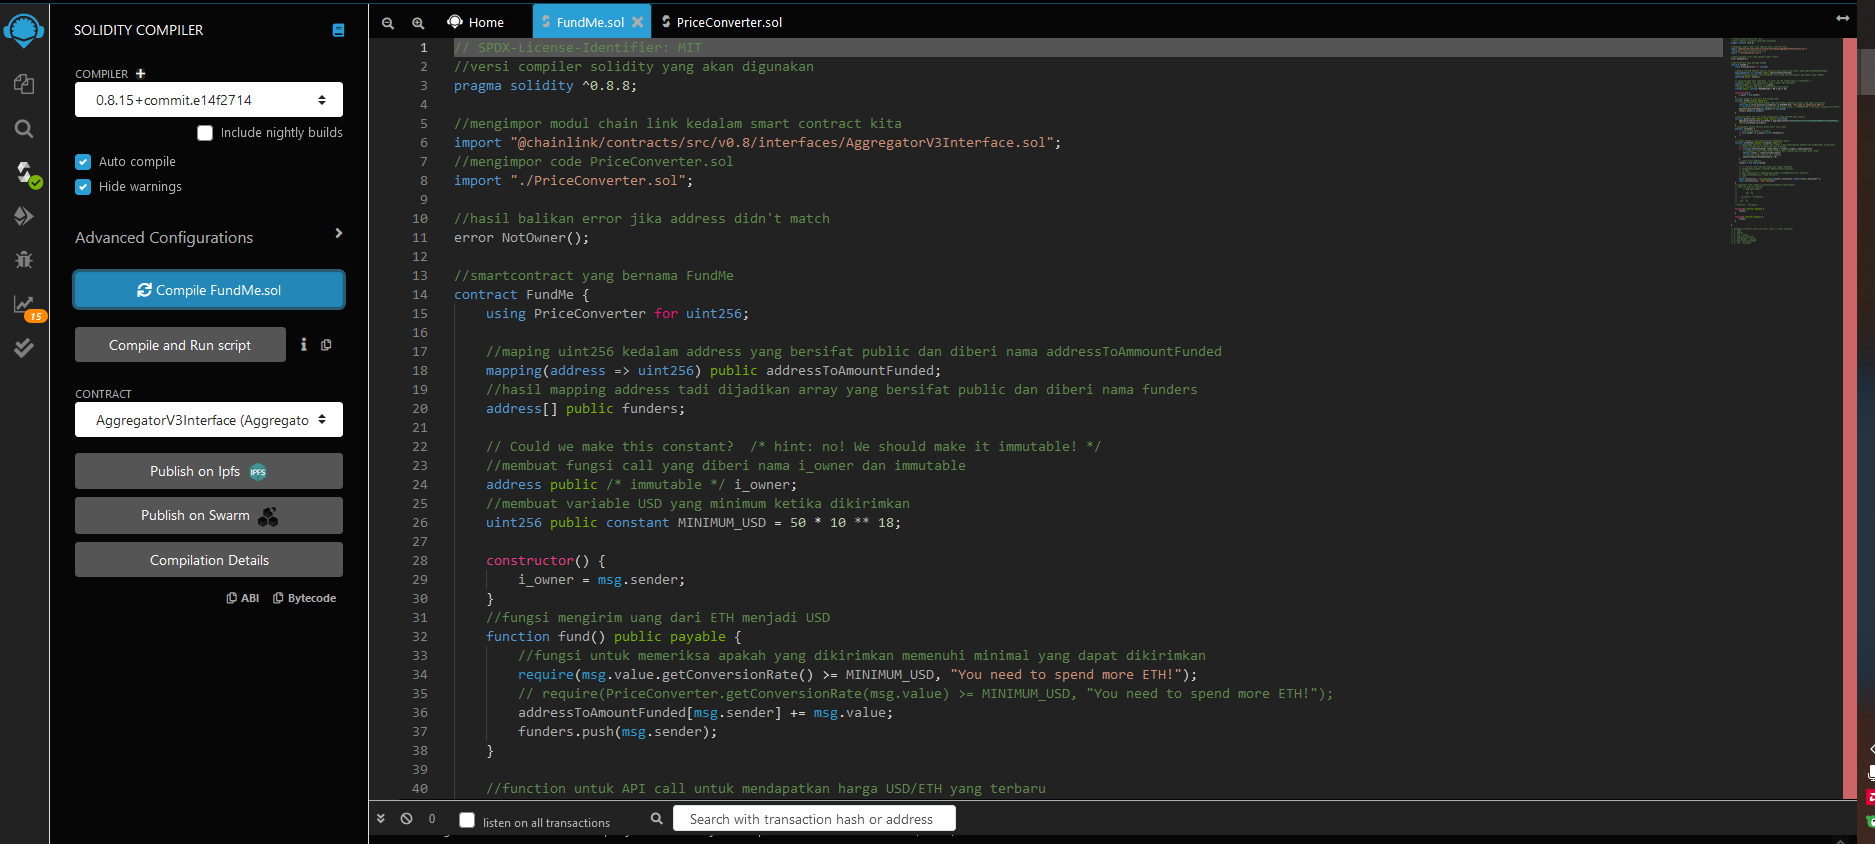 SOLIDITY COMPILER
COMPILER +
0.8.15+commit.e14f2714
Include nightly builds
Auto compile
Hide warnings
Advanced Configurations
Compile FundMe.sol
Compile and Run script
CONTRACT
AggregatorV3Interface (Aggregato
Publish on Ipfs IPFS
Publish on Swarm
Compilation Details
ABI Bytecode
15
Home FundMe.sol PriceConverter.sol
1 // SPDX-License-Identifier: MIT
2 //versi compiler solidity yang akan digunakan
3 pragma solidity ^0.8.8;
4
5 //mengimpor modul chain link kedalam smart contract kita
6 import "@chainlink/contracts/src/v0.8/interfaces/AggregatorV3Interface.sol";
7 //mengimpor code PriceConverter.sol
8 import "./PriceConverter.sol";
9
10 //hasil balikan error jika address didn't match
11 error NotOwner();
12
13 //smartcontract yang bernama FundMe
14 contract FundMe {
15 using PriceConverter for uint256;
16
17 //maping uint256 kedalam address yang bersifat public dan diberi nama addressToAmmountFunded
18 mapping(address => uint256) public addressToAmountFunded;
19 //hasil mapping address tadi dijadikan array yang bersifat public dan diberi nama funders
20 address[] public funders;
21
22 // Could we make this constant?  /* hint: no! We should make it immutable! */
23 //membuat fungsi call yang diberi nama i_owner dan immutable
24 address public /* immutable */ i_owner;
25 //membuat variable USD yang minimum ketika dikirimkan
26 uint256 public constant MINIMUM_USD = 50 * 10 ** 18;
27
28 constructor() {
29 i_owner = msg.sender;
30 }
31 //fungsi mengirim uang dari ETH menjadi USD
32 function fund() public payable {
33 //fungsi untuk memeriksa apakah yang dikirimkan memenuhi minimal yang dapat dikirimkan
34 require(msg.value.getConversionRate() >= MINIMUM_USD, "You need to spend more ETH!");
35 // require(PriceConverter.getConversionRate(msg.value) >= MINIMUM_USD, "You need to spend more ETH!");
36 addressToAmountFunded[msg.sender] += msg.value;
37 funders.push(msg.sender);
38 }
39
40 //function untuk API call untuk mendapatkan harga USD/ETH yang terbaru
0 listen on all transactions Search with transaction hash or address